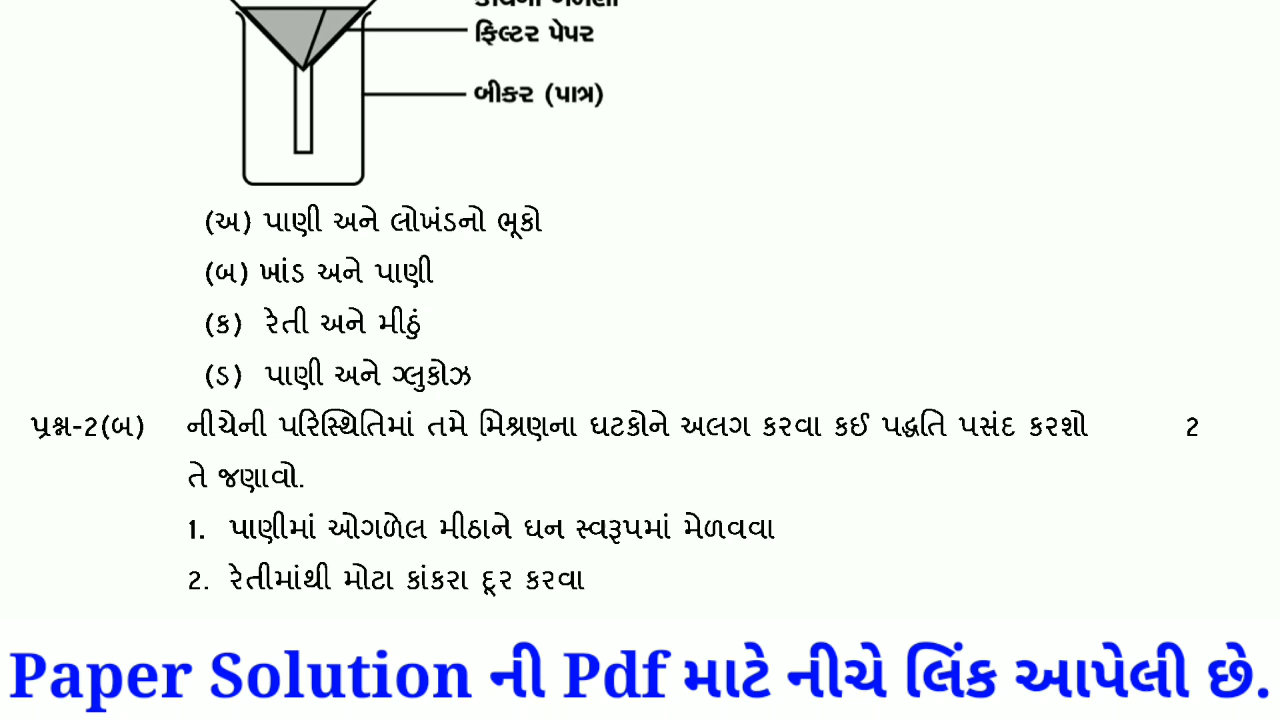 ફિલ્ટર પેપર
બીકર (પાત્ર)
(અ) પાણી અને લોખંડનો ભૂકો
(બ) ખાંડ અને પાણી
(ક) રેતી અને મીઠું
(ડ) પાણી અને ગ્લુકોઝ
પ્રશ્ન-2(બ) નીચેની પરિસ્થિતિમાં તમે મિશ્રણના ઘટકોને અલગ કરવા કઈ પદ્ધતિ પસંદ કરશો 2
તે જણાવો.
1. પાણીમાં ઓગળેલ મીઠાને ઘન સ્વરૂપમાં મેળવવા
2. રેતીમાંથી મોટા કાંકરા દૂર કરવા
Paper Solution ની Pdf માટે નીચે લિંક આપેલી છે.